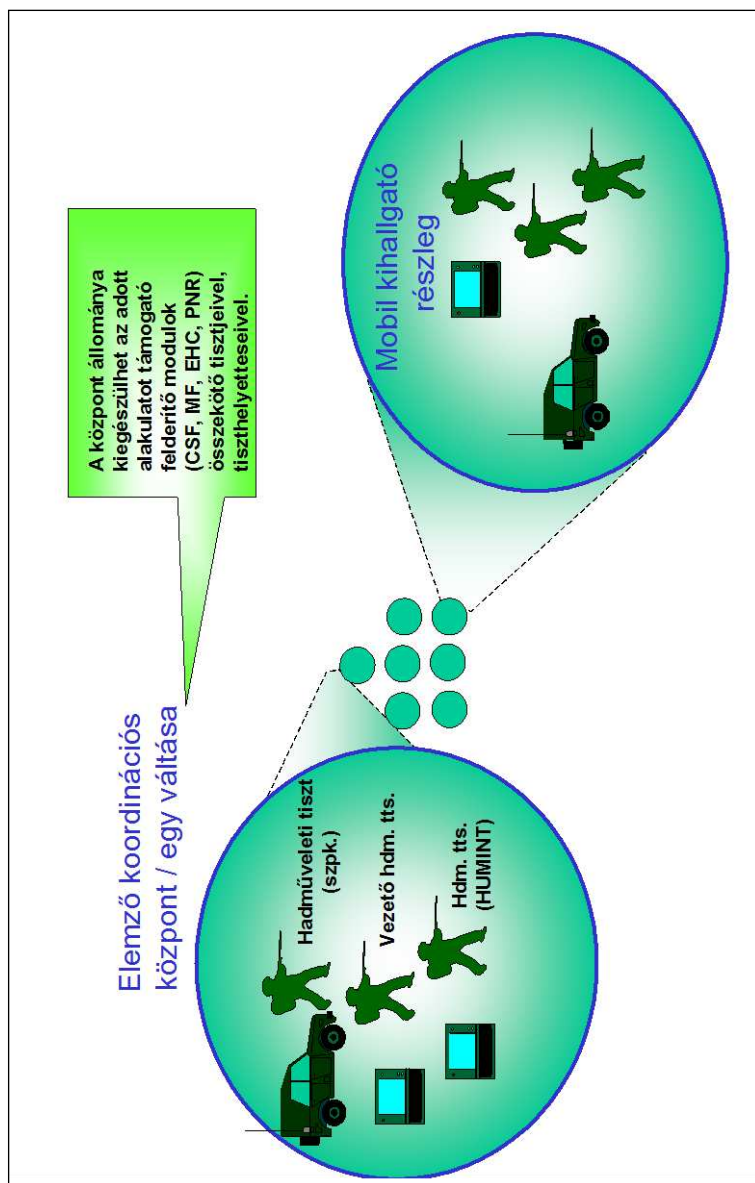 Elemző koordinációs
központ / egy váltása
A központ állománya
kiegészülhet az adott
alakulatot támogató
felderítő modulok
(CSF, MF, EHC, PNR)
összekötő tisztjeivel,
tiszthelyetteseivel.
Hadműveleti tiszt
(szpk.)
Vezető hdm. tts.
Hdm. tts.
(HUMINT)
Mobil kihallgató
részleg